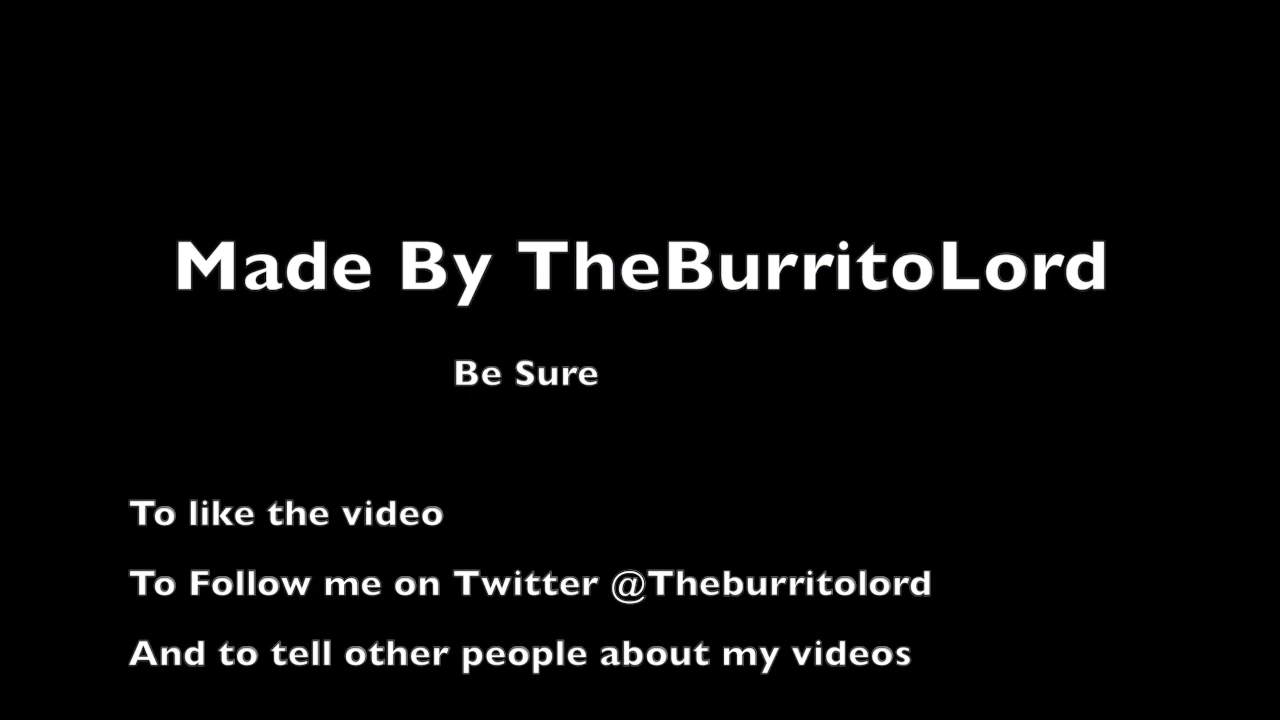 Made By TheBurritoLord
Be Sure
To like the video
To Follow me on Twitter @Theburritolord
And to tell other people about my videos